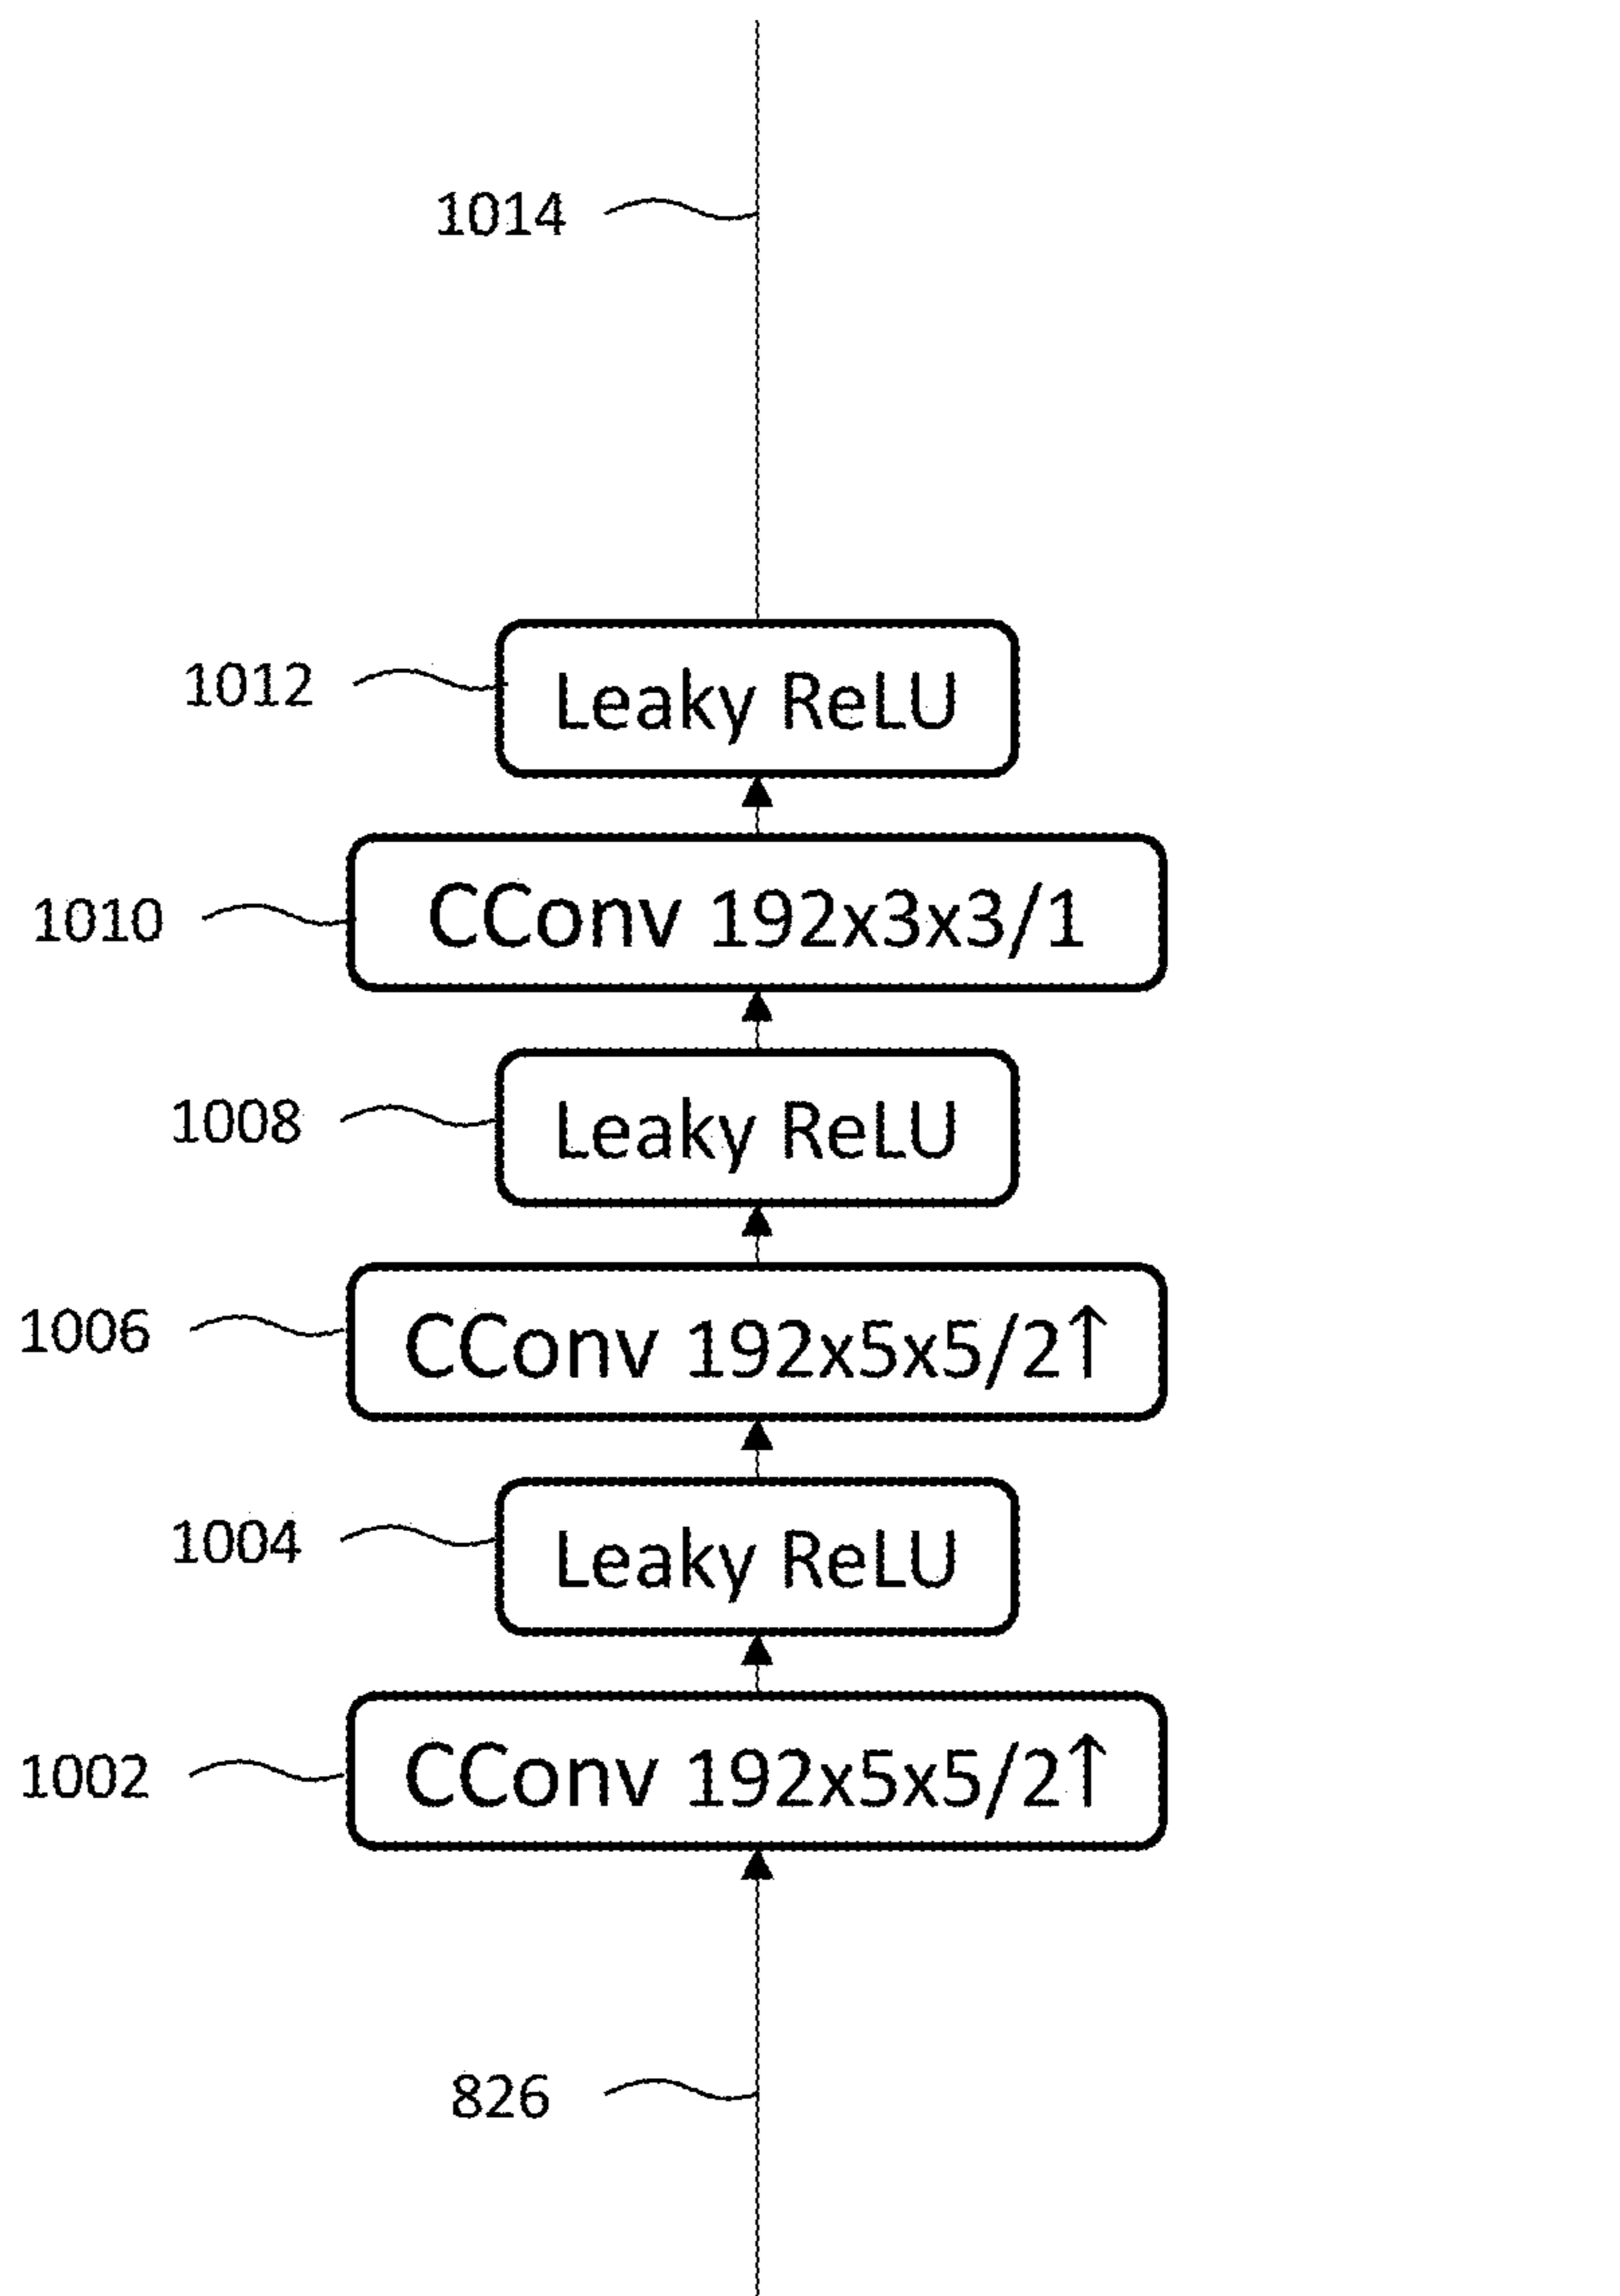 1014
1012
Leaky ReLU
1010
CConv 192x3x3/1
1008
Leaky ReLU
1006
CConv 192x5x5/2↑
1004
Leaky ReLU
1002
CConv 192x5x5/2↑
826